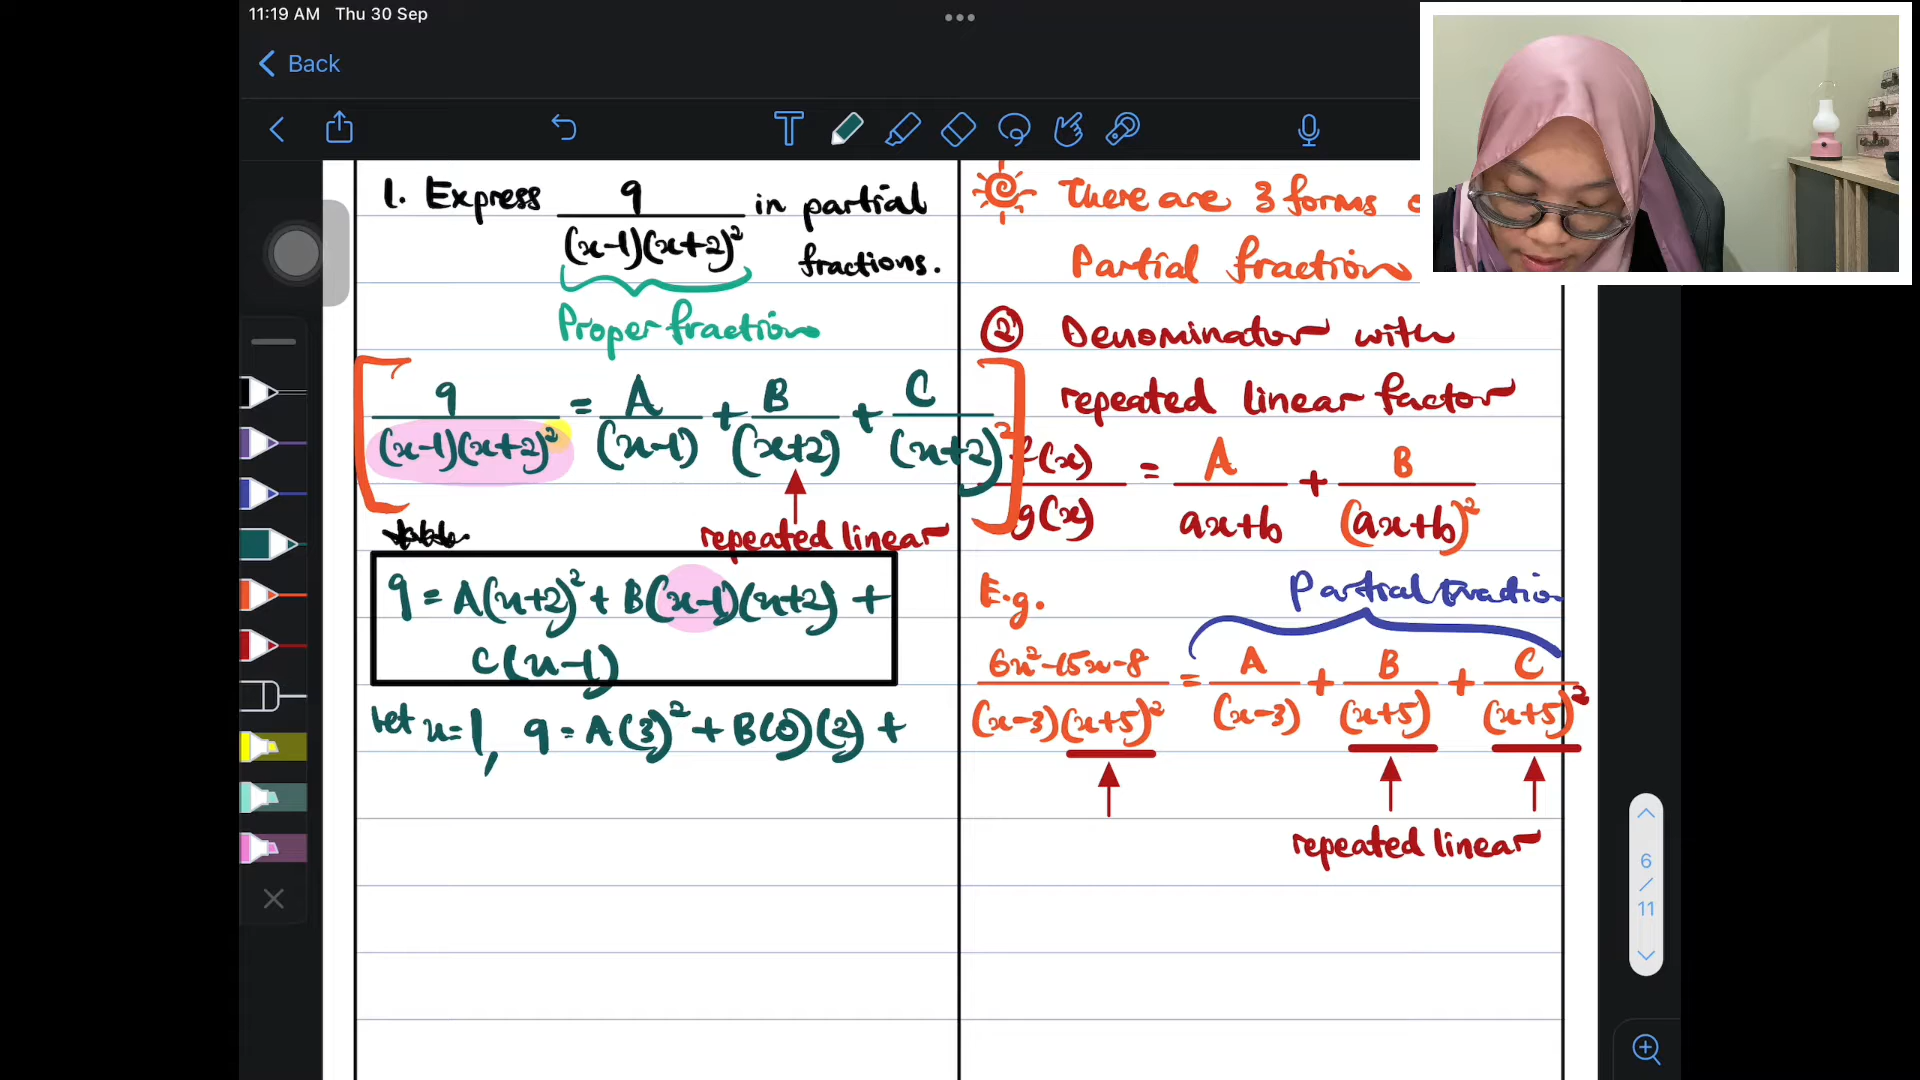 11:19 AM Thu 30 Sep
Back
1. Express 9/((x-1)(x+2)²) in partial
fractions.
Proper fraction
9/((x-1)(x+2)²) = A/(x-1) + B/(x+2) + C/(x+2)²
repeated linear
9 = A(x+2)² + B(x-1)(x+2) +
C(x-1)
let x=1, 9 = A(3)² + B(0)(3) +
There are 3 forms
Partial fraction
② Denominator with
repeated linear factor
f(x)/g(x) = A/(ax+b) + B/(ax+b)²
E.g.
Partial Fraction
(6x²-15x-8)/((x-3)(x+5)²) = A/(x-3) + B/(x+5) + C/(x+5)²
repeated linear
6
/
11